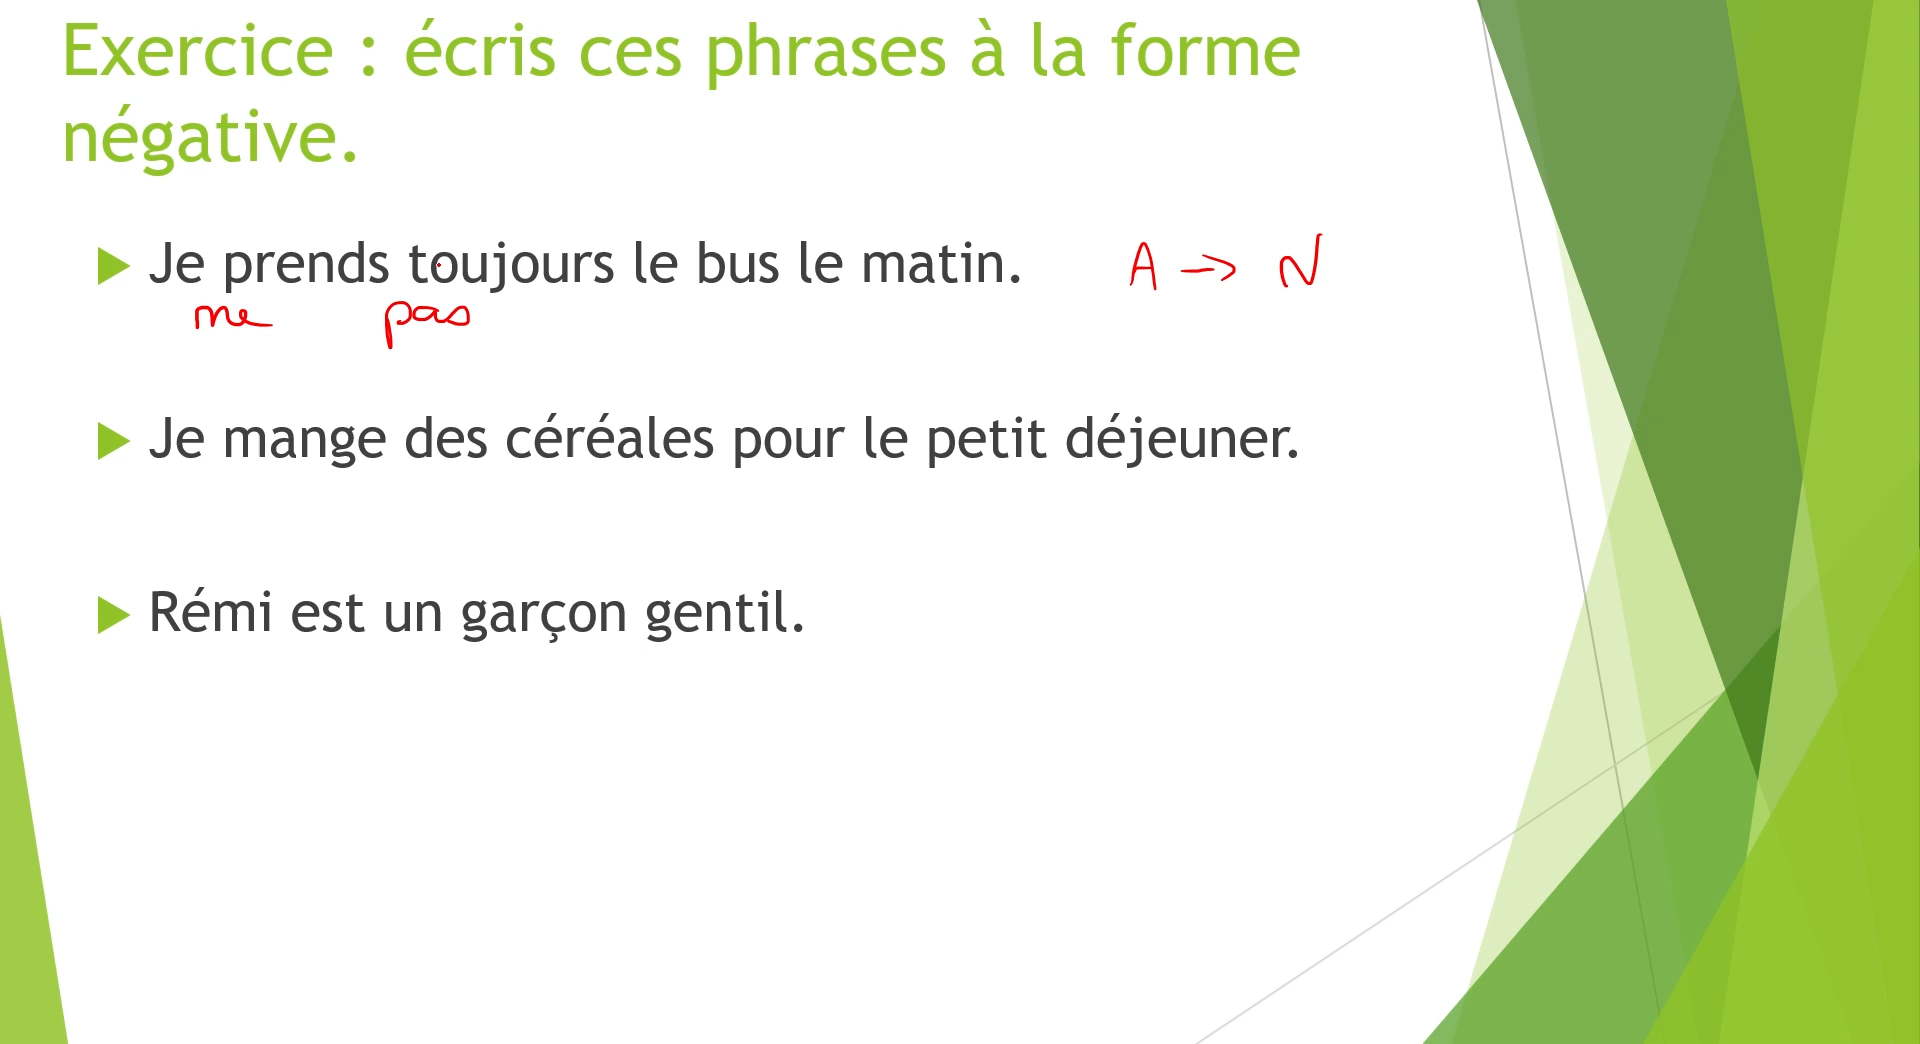 Exercice : écris ces phrases à la forme
négative.
Je prends toujours le bus le matin. A → N
ne pas
Je mange des céréales pour le petit déjeuner.
Rémi est un garçon gentil.